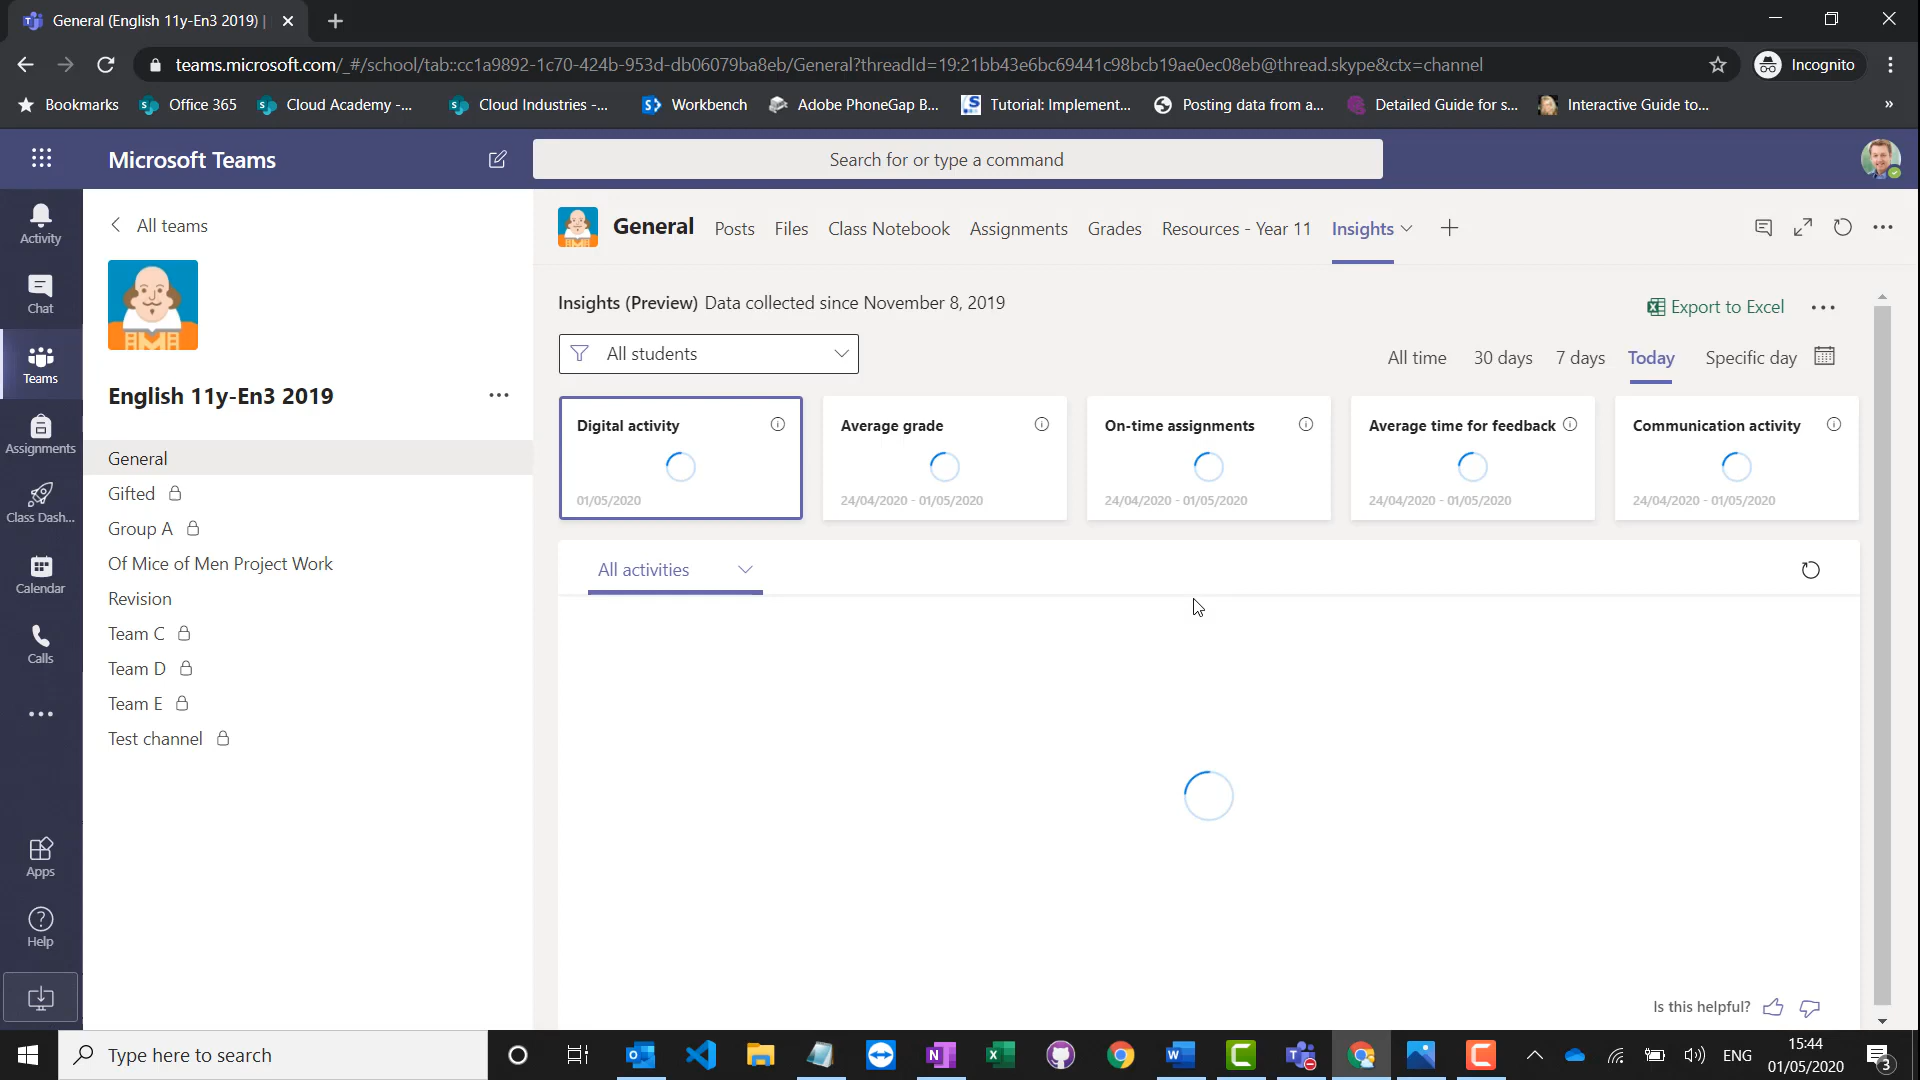 General (English 11y-En3 2019) |
teams.microsoft.com/_#/school/tab::cc1a9892-1c70-424b-953d-db06079ba8eb/General?threadId=19:21bb43e6bc69441c98bcb19ae0ec08eb@thread.skype&ctx=channel
Incognito
Bookmarks Office 365 Cloud Academy -... Cloud Industries -... Workbench Adobe PhoneGap B... Tutorial: Implement... Posting data from a... Detailed Guide for s... Interactive Guide to... »
Microsoft Teams
Search for or type a command
Activity
Chat
Teams
Assignments
Class Dash...
Calendar
Calls
Apps
Help
All teams
English 11y-En3 2019
General
Gifted
Group A
Of Mice of Men Project Work
Revision
Team C
Team D
Team E
Test channel
General Posts Files Class Notebook Assignments Grades Resources - Year 11 Insights
Insights (Preview) Data collected since November 8, 2019
Export to Excel
All students
All time 30 days 7 days Today Specific day
Digital activity
01/05/2020
Average grade
24/04/2020 - 01/05/2020
On-time assignments
24/04/2020 - 01/05/2020
Average time for feedback
24/04/2020 - 01/05/2020
Communication activity
24/04/2020 - 01/05/2020
All activities
Is this helpful?
Type here to search
ENG
15:44
01/05/2020
3